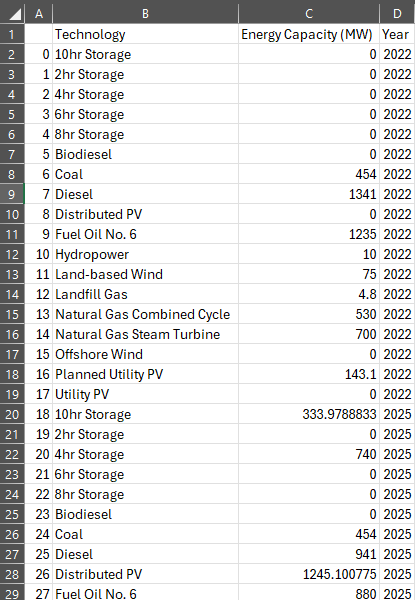 A B C D
1 Technology Energy Capacity (MW) Year
2 0 10hr Storage 0 2022
3 1 2hr Storage 0 2022
4 2 4hr Storage 0 2022
5 3 6hr Storage 0 2022
6 4 8hr Storage 0 2022
7 5 Biodiesel 0 2022
8 6 Coal 454 2022
9 7 Diesel 1341 2022
10 8 Distributed PV 0 2022
11 9 Fuel Oil No. 6 1235 2022
12 10 Hydropower 10 2022
13 11 Land-based Wind 75 2022
14 12 Landfill Gas 4.8 2022
15 13 Natural Gas Combined Cycle 530 2022
16 14 Natural Gas Steam Turbine 700 2022
17 15 Offshore Wind 0 2022
18 16 Planned Utility PV 143.1 2022
19 17 Utility PV 0 2022
20 18 10hr Storage 333.9788833 2025
21 19 2hr Storage 0 2025
22 20 4hr Storage 740 2025
23 21 6hr Storage 0 2025
24 22 8hr Storage 0 2025
25 23 Biodiesel 0 2025
26 24 Coal 454 2025
27 25 Diesel 941 2025
28 26 Distributed PV 1245.100775 2025
29 27 Fuel Oil No. 6 880 2025